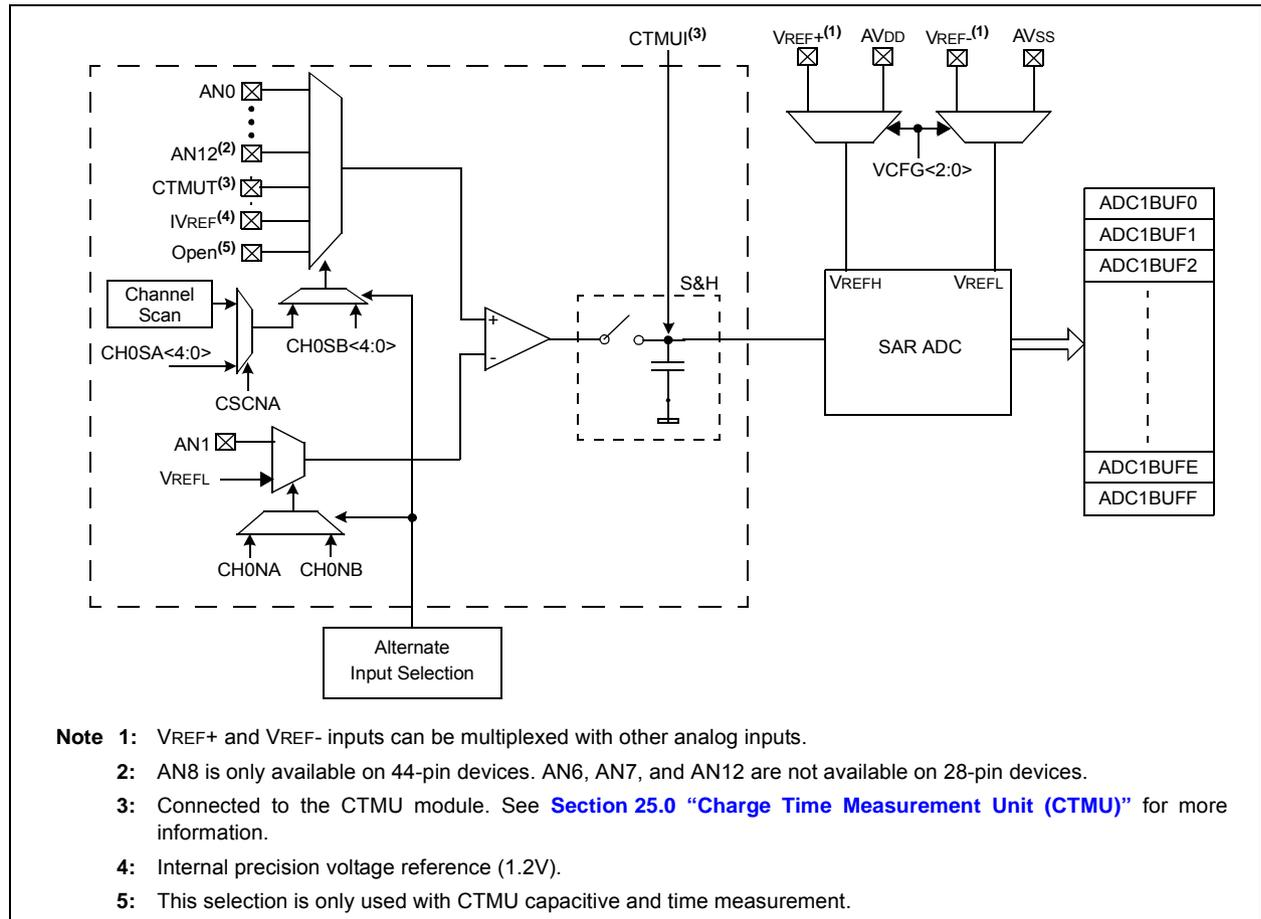 CTMUI(3)
VREF+(1)
AVDD
VREF-(1)
AVSS
AN0
AN12(2)
CTMUT(3)
IVREF(4)
Open(5)
VCFG<2:0>
ADC1BUF0
ADC1BUF1
ADC1BUF2
Channel
Scan
S&H
VREFH
VREFL
CH0SA<4:0>
CH0SB<4:0>
+
-
SAR ADC
CSCNA
AN1
VREFL
ADC1BUFE
ADC1BUFF
CH0NA
CH0NB
Alternate
Input Selection
Note 1: VREF+ and VREF- inputs can be multiplexed with other analog inputs.
2: AN8 is only available on 44-pin devices. AN6, AN7, and AN12 are not available on 28-pin devices.
3: Connected to the CTMU module. See Section 25.0 “Charge Time Measurement Unit (CTMU)” for more
information.
4: Internal precision voltage reference (1.2V).
5: This selection is only used with CTMU capacitive and time measurement.